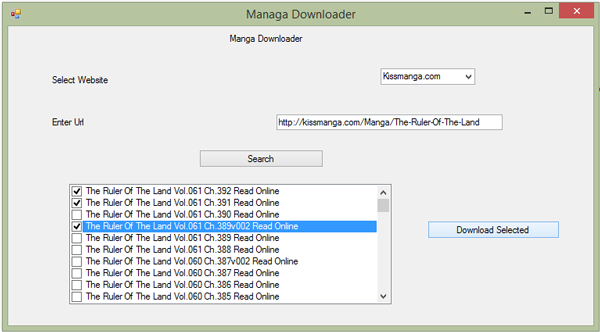 Managa Downloader
Manga Downloader
Select Website
Kissmanga.com
Enter Url
http://kissmanga.com/Manga/The-Ruler-Of-The-Land
Search
The Ruler Of The Land Vol.061 Ch.392 Read Online
The Ruler Of The Land Vol.061 Ch.391 Read Online
The Ruler Of The Land Vol.061 Ch.390 Read Online
The Ruler Of The Land Vol.061 Ch.389v002 Read Online
The Ruler Of The Land Vol.061 Ch.389 Read Online
The Ruler Of The Land Vol.061 Ch.388 Read Online
The Ruler Of The Land Vol.060 Ch.387v002 Read Online
The Ruler Of The Land Vol.060 Ch.387 Read Online
The Ruler Of The Land Vol.060 Ch.386 Read Online
The Ruler Of The Land Vol.060 Ch.385 Read Online
Download Selected